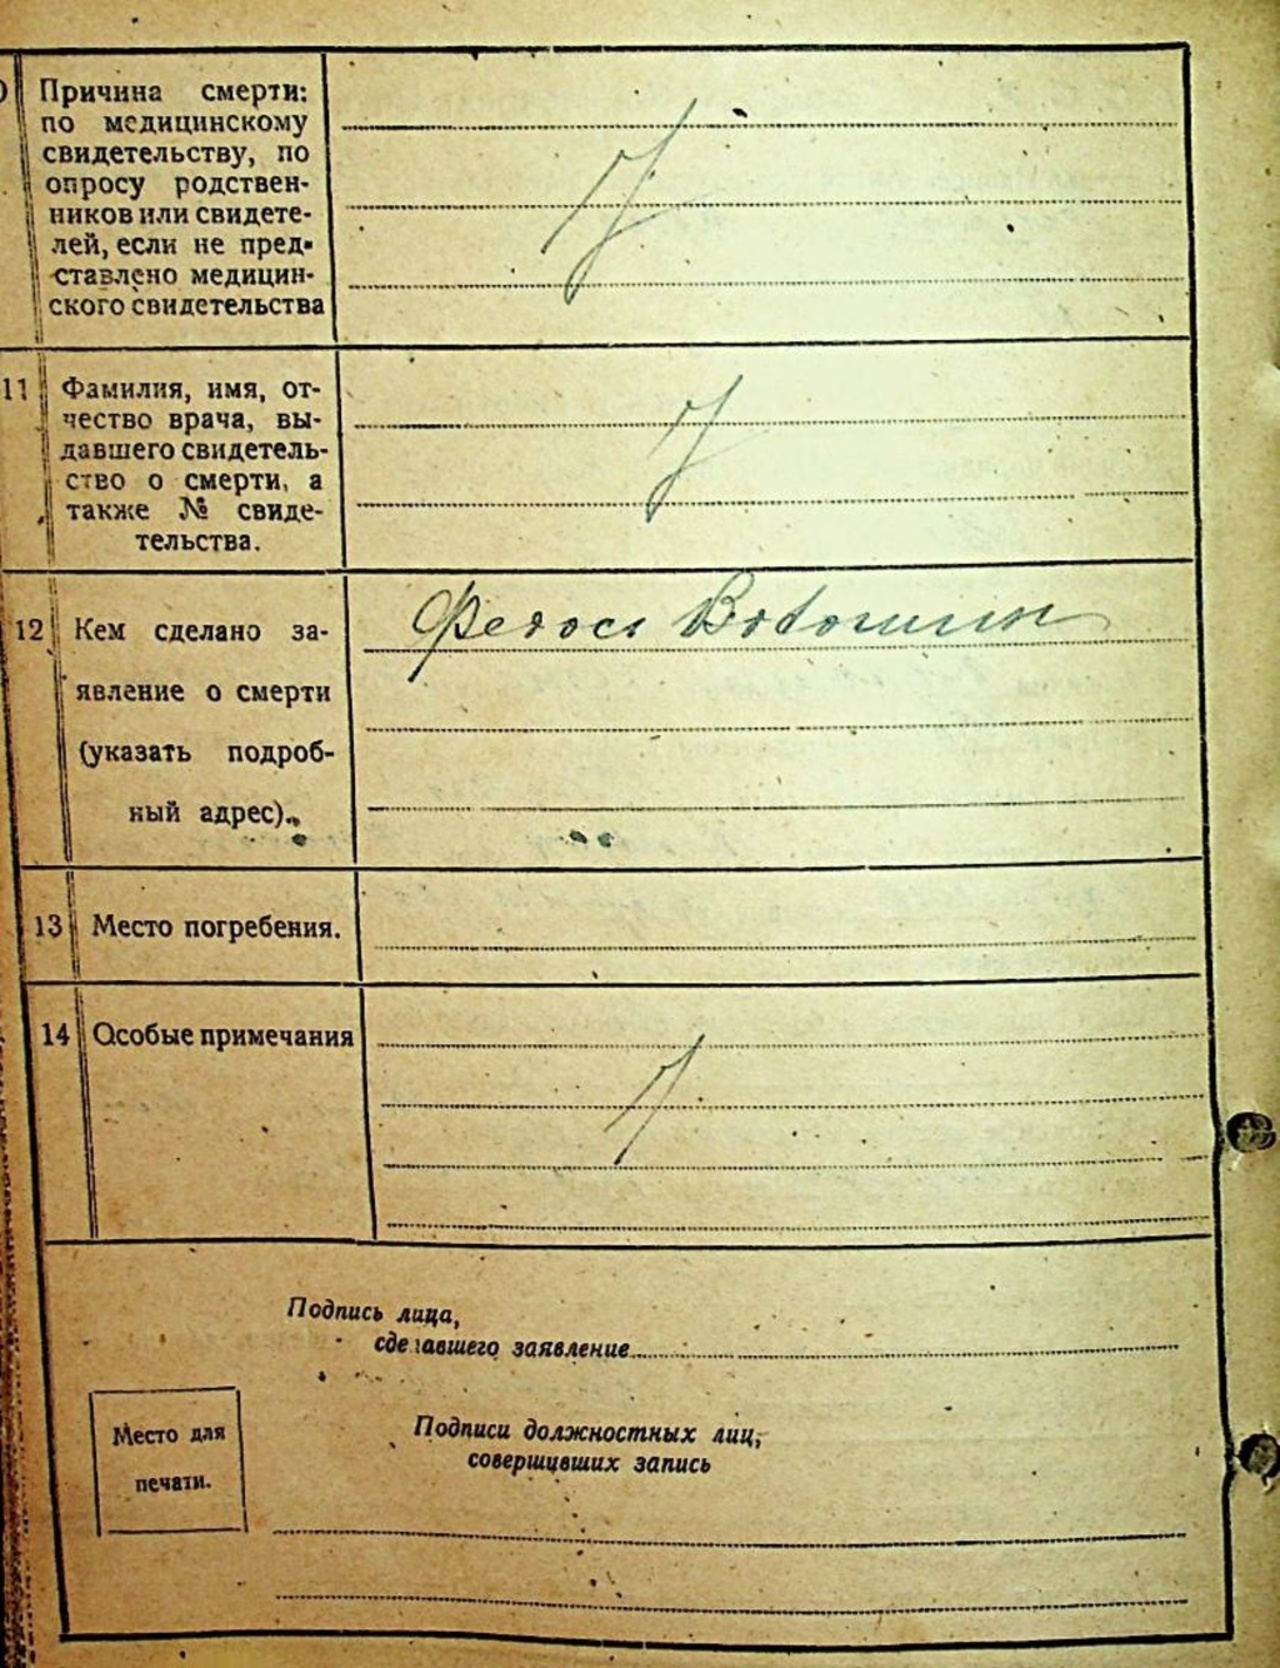 Причина смерти:
по медицинскому
свидетельству, по
опросу родствен-
ников или свидете-
лей, если не пред-
ставлено медицин-
ского свидетельства
11 Фамилия, имя, от-
чество врача, вы-
давшего свидетель-
ство о смерти, а
также № свиде-
тельства.
12 Кем сделано за-
явление о смерти
(указать подроб-
ный адрес).
13 Место погребения.
14 Особые примечания
Подпись лица,
сделавшего заявление
Место для
печати.
Подписи должностных лиц,
совершивших запись